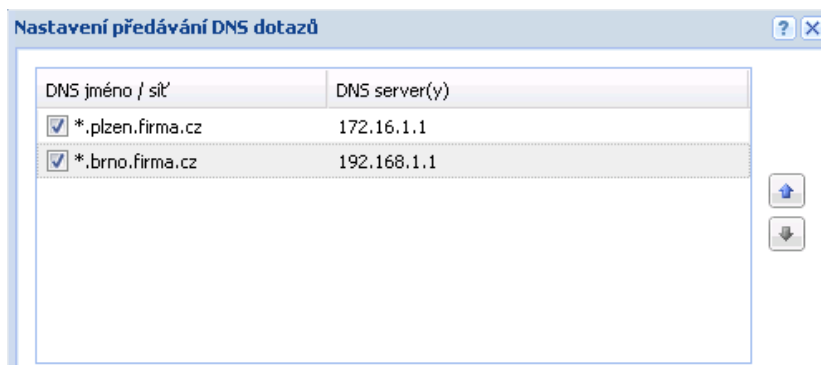 Nastavení předávání DNS dotazů
DNS jméno / síť DNS server(y)
*.plzen.firma.cz 172.16.1.1
*.brno.firma.cz 192.168.1.1